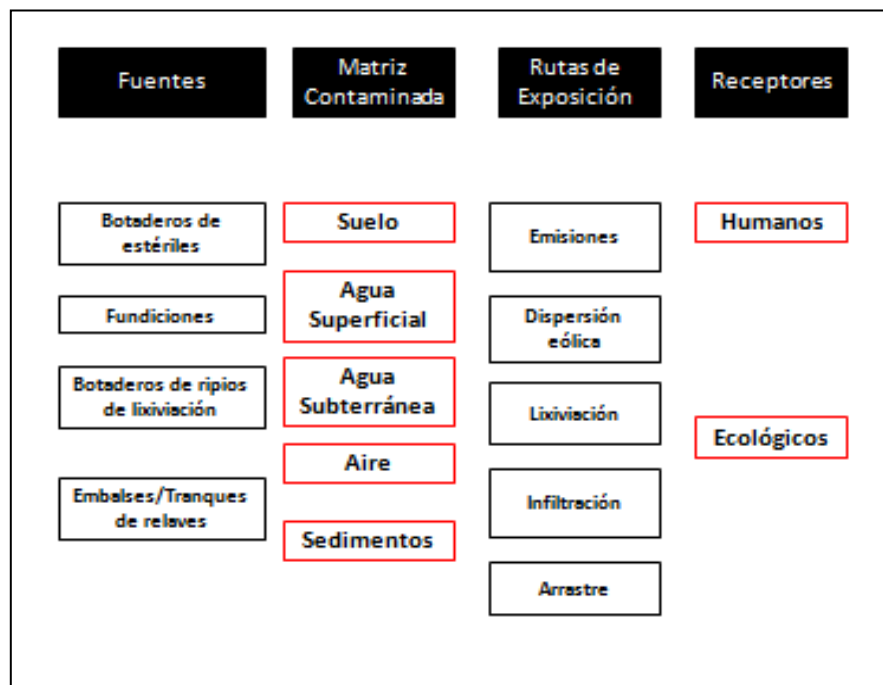 Fuentes
Matriz
Contaminada
Rutas de
Exposición
Receptores
Botaderos de
estériles
Fundiciones
Botaderos de ripios
de lixiviación
Embalses/Tranques
de relaves
Suelo
Agua
Superficial
Agua
Subterránea
Aire
Sedimentos
Emisiones
Dispersión
eólica
Lixiviación
Infiltración
Arrastre
Humanos
Ecológicos